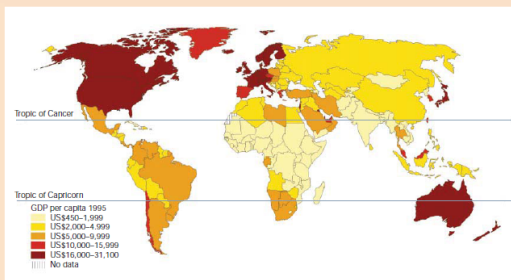 Tropic of Cancer
Tropic of Capricorn
GDP per capita 1995
US$450–1,999
US$2,000–4.999
US$5,000–9,999
US$10,000–15,999
US$16,000–31,100
No data